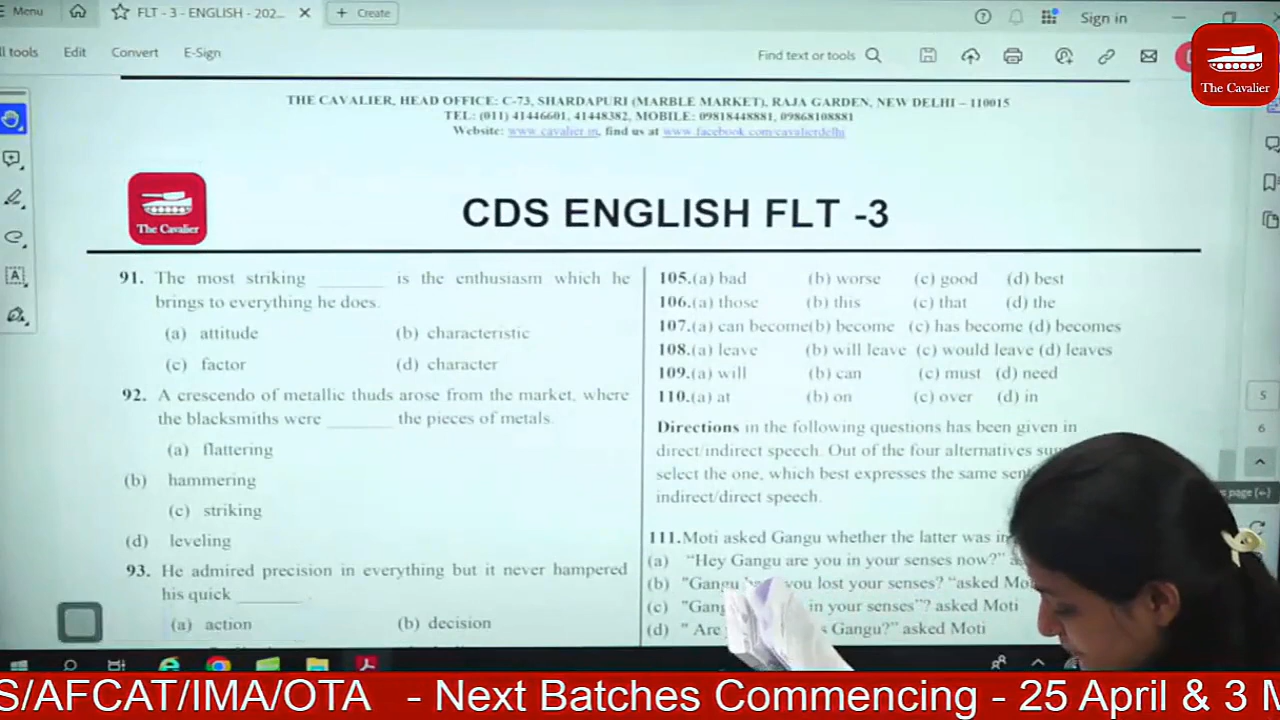 Menu
FLT - 3 - ENGLISH - 202...
Create
Sign in
ll tools
Edit
Convert
E-Sign
Find text or tools
The Cavalier
THE CAVALIER, HEAD OFFICE: C-73, SHARDAPURI (MARBLE MARKET), RAJA GARDEN, NEW DELHI – 110015
TEL: (011) 41446601, 41448382, MOBILE: 09818448881, 09868108881
Website: www.cavalier.in, find us at www.facebook.com/cavalierdelhi
The Cavalier
CDS ENGLISH FLT -3
91. The most striking ______ is the enthusiasm which he
brings to everything he does.
(a) attitude (b) characteristic
(c) factor (d) character
92. A crescendo of metallic thuds arose from the market, where
the blacksmiths were ______ the pieces of metals.
(a) flattering
(b) hammering
(c) striking
(d) leveling
93. He admired precision in everything but it never hampered
his quick ______
(a) action (b) decision
105.(a) bad (b) worse (c) good (d) best
106.(a) those (b) this (c) that (d) the
107.(a) can become(b) become (c) has become (d) becomes
108.(a) leave (b) will leave (c) would leave (d) leaves
109.(a) will (b) can (c) must (d) need
110.(a) at (b) on (c) over (d) in
Directions in the following questions has been given in
direct/indirect speech. Out of the four alternatives
select the one, which best expresses the same
indirect/direct speech.
111.Moti asked Gangu whether the latter was in
(a) “Hey Gangu are you in your senses now?”
(b) "Gangu you lost your senses? “asked
(c) in your senses”? asked Moti
(d) " Are Gangu?” asked Moti
5
6
S/AFCAT/IMA/OTA - Next Batches Commencing - 25 April & 3 M